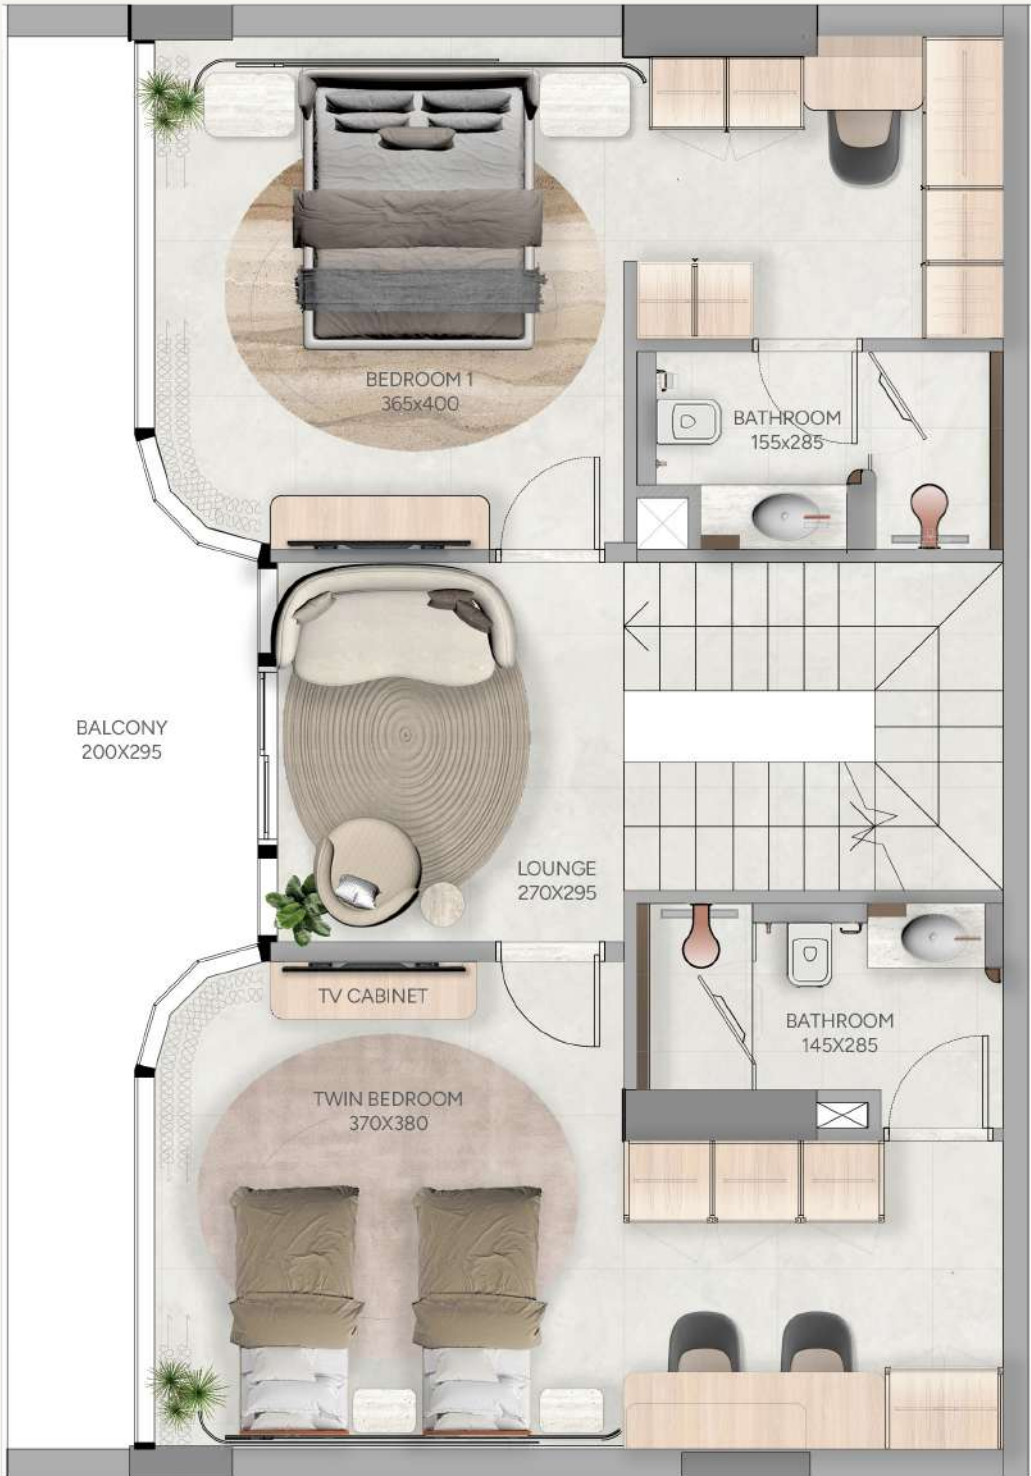 BEDROOM 1
365x400
BATHROOM
155x285
BALCONY
200X295
LOUNGE
270X295
TV CABINET
BATHROOM
145X285
TWIN BEDROOM
370X380